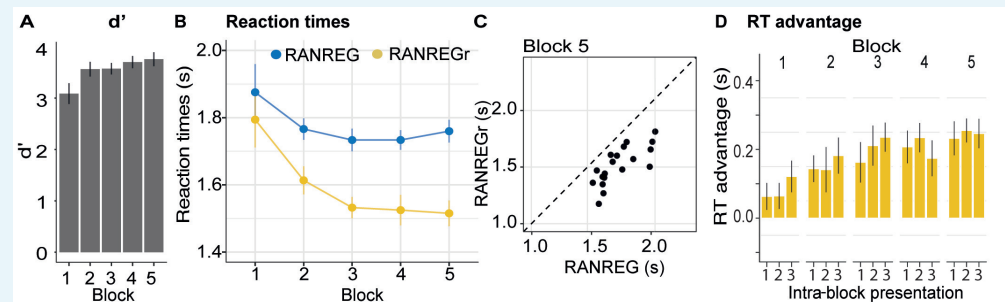 A d' B Reaction times C D RT advantage
d'
4
3
2
1
0
1 2 3 4 5
Block
Reaction times (s)
2.0
1.8
1.6
1.4
RANREG RANREGr
1 2 3 4 5
Block
Block 5
RANREGr (s)
2.0
1.5
1.0
1.0 1.5 2.0
RANREG (s)
Block
1 2 3 4 5
RT advantage (s)
0.4
0.2
0.0
1 2 3 1 2 3 1 2 3 1 2 3 1 2 3
Intra-block presentation